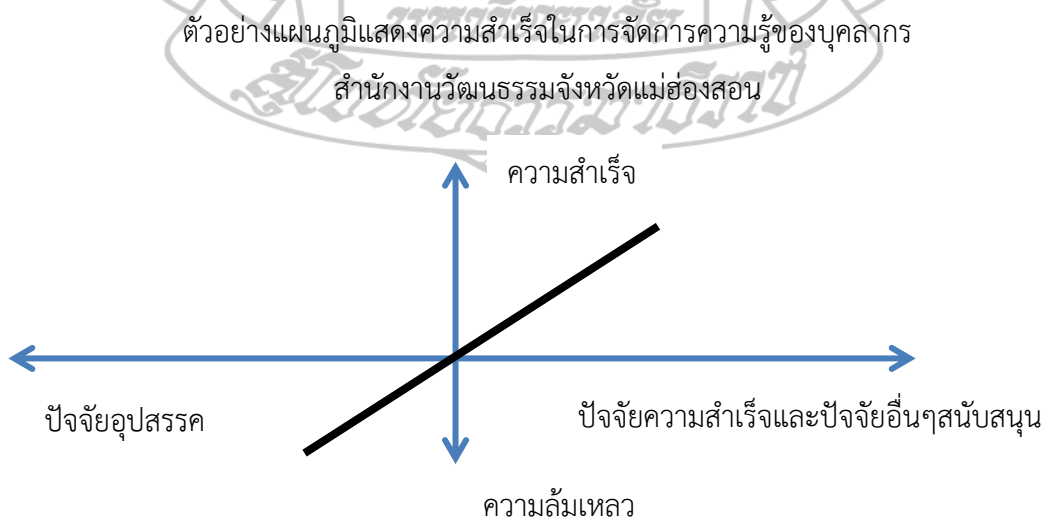 ตัวอย่างแผนภูมิแสดงความสำเร็จในการจัดการความรู้ของบุคลากร
สำนักงานวัฒนธรรมจังหวัดแม่ฮ่องสอน
ความสำเร็จ
ปัจจัยอุปสรรค
ปัจจัยความสำเร็จและปัจจัยอื่นๆสนับสนุน
ความล้มเหลว